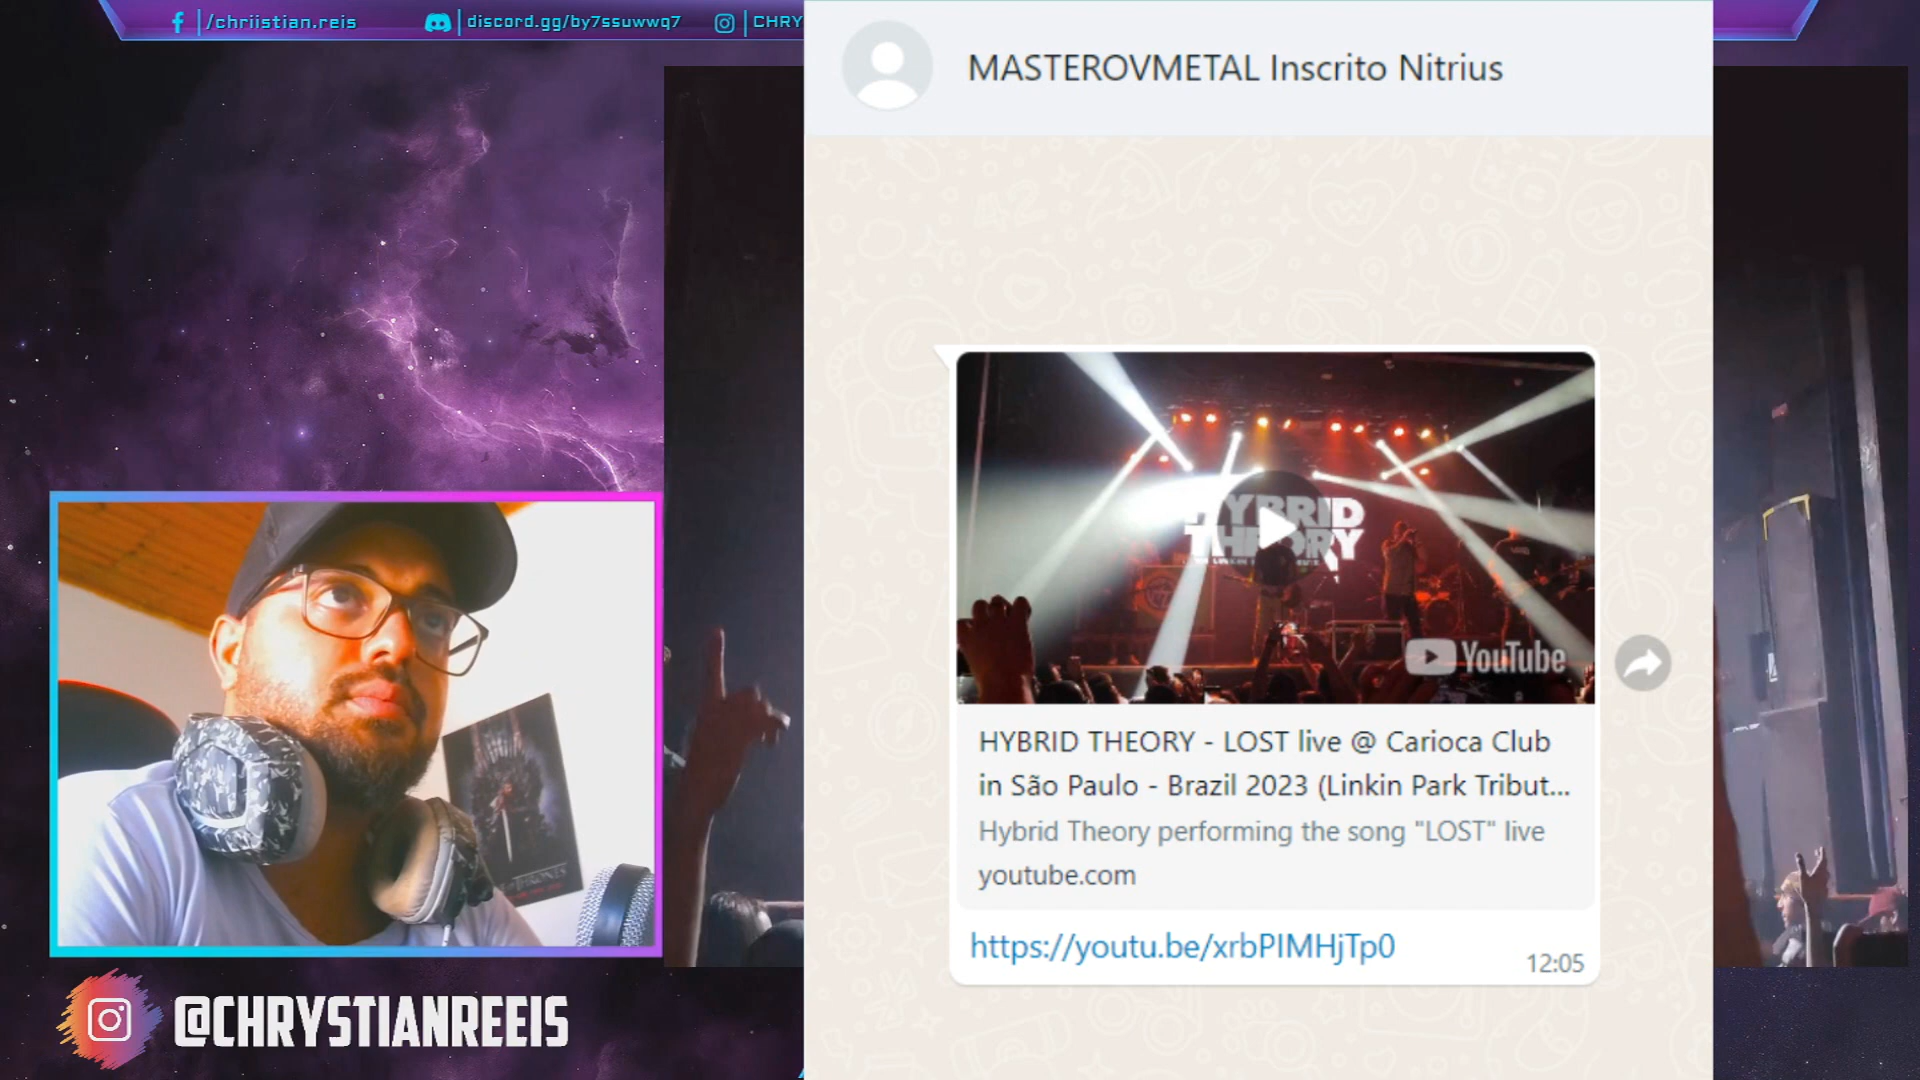 /chriistian.reis
discord.gg/by7ssuwwq7
CHRY
MASTEROVMETAL Inscrito Nitrius
HYBRID
THEORY
YouTube
HYBRID THEORY - LOST live @ Carioca Club
in São Paulo - Brazil 2023 (Linkin Park Tribut...
Hybrid Theory performing the song "LOST" live
youtube.com
https://youtu.be/xrbPIMHjTp0
12:05
@CHRYSTIANREEIS